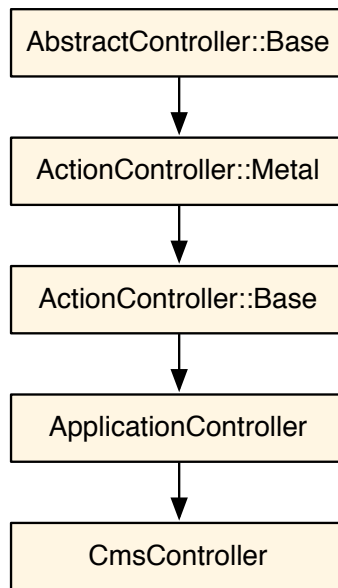 AbstractController::Base
ActionController::Metal
ActionController::Base
ApplicationController
CmsController